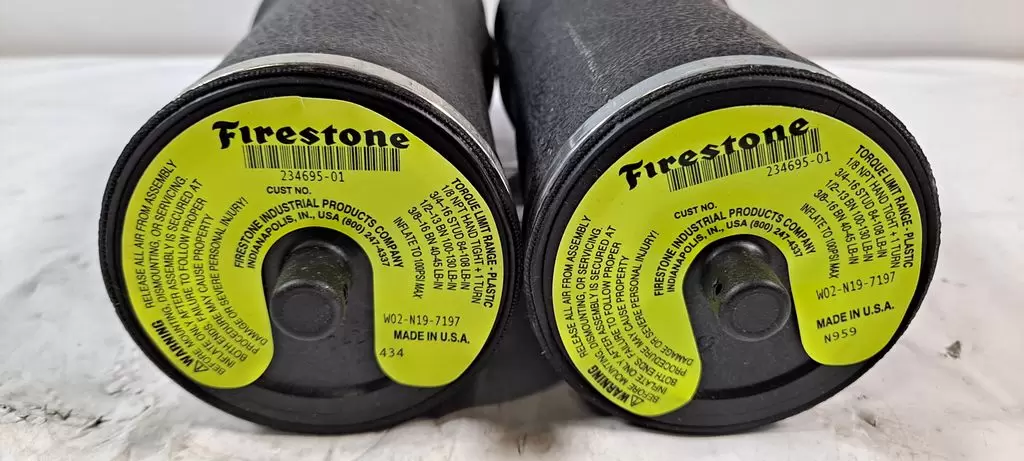 Firestone
234695-01
CUST NO.
FIRESTONE INDUSTRIAL PRODUCTS COMPANY
INDIANAPOLIS, IN., USA (800) 247-4337
TORQUE LIMIT RANGE - PLASTIC
1/8 NPT HAND TIGHT + 1 TURN
3/4-16 STUD 84-108 LB-IN
1/2-13 BN 100-130 LB-IN
3/8-16 BN 40-45 LB-IN
INFLATE TO 100PSI MAX
W02-N19-7197
MADE IN U.S.A.
434
⚠WARNING
RELEASE ALL AIR FROM ASSEMBLY
BEFORE MOUNTING, DISMOUNTING, OR SERVICING.
INFLATE ONLY AFTER ASSEMBLY IS SECURED AT
BOTH ENDS. FAILURE TO FOLLOW PROPER
PROCEDURE MAY CAUSE PROPERTY
DAMAGE OR SEVERE PERSONAL INJURY!
Firestone
234695-01
CUST NO.
FIRESTONE INDUSTRIAL PRODUCTS COMPANY
INDIANAPOLIS, IN., USA (800) 247-4337
TORQUE LIMIT RANGE - PLASTIC
1/8 NPT HAND TIGHT + 1 TURN
3/4-16 STUD 84-108 LB-IN
1/2-13 BN 100-130 LB-IN
3/8-16 BN 40-45 LB-IN
INFLATE TO 100PSI MAX
W02-N19-7197
MADE IN U.S.A.
N959
⚠WARNING
RELEASE ALL AIR FROM ASSEMBLY
BEFORE MOUNTING, DISMOUNTING, OR SERVICING.
INFLATE ONLY AFTER ASSEMBLY IS SECURED AT
BOTH ENDS. FAILURE TO FOLLOW PROPER
PROCEDURE MAY CAUSE PROPERTY
DAMAGE OR SEVERE PERSONAL INJURY!